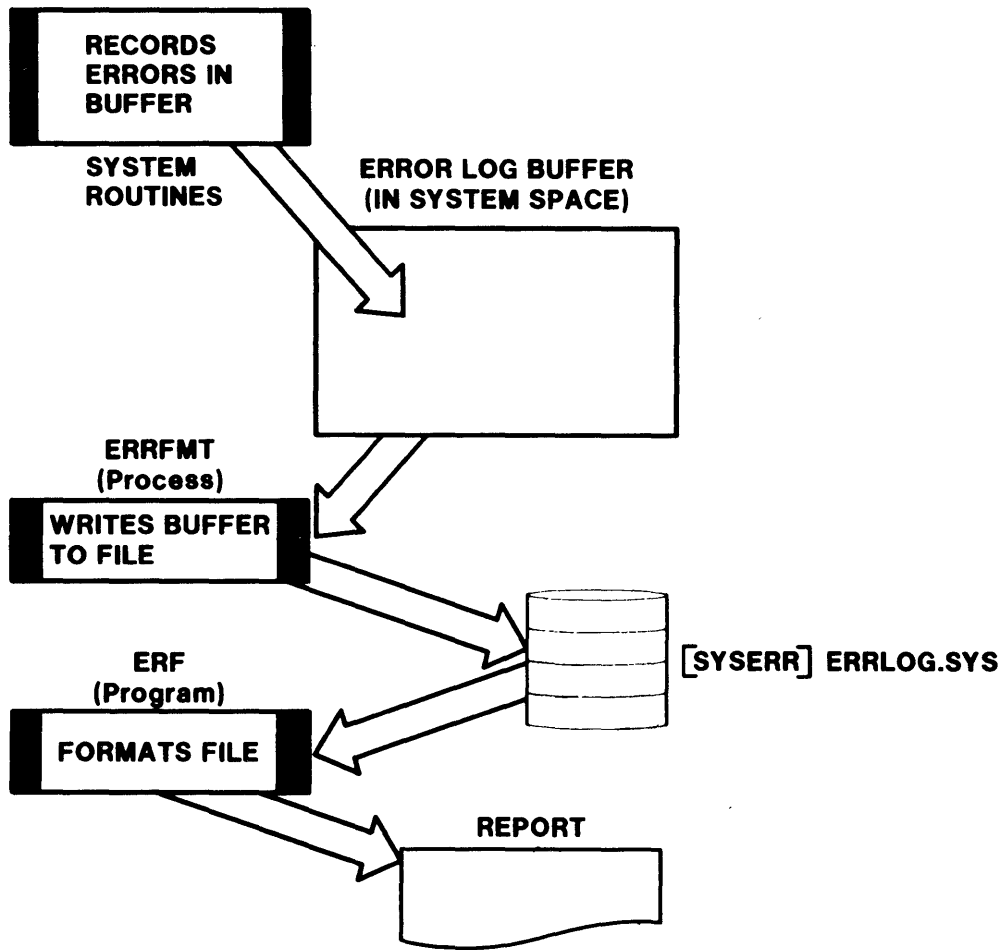 RECORDS
ERRORS IN
BUFFER
SYSTEM
ROUTINES
ERROR LOG BUFFER
(IN SYSTEM SPACE)
ERRFMT
(Process)
WRITES BUFFER
TO FILE
[SYSERR] ERRLOG.SYS
ERF
(Program)
FORMATS FILE
REPORT